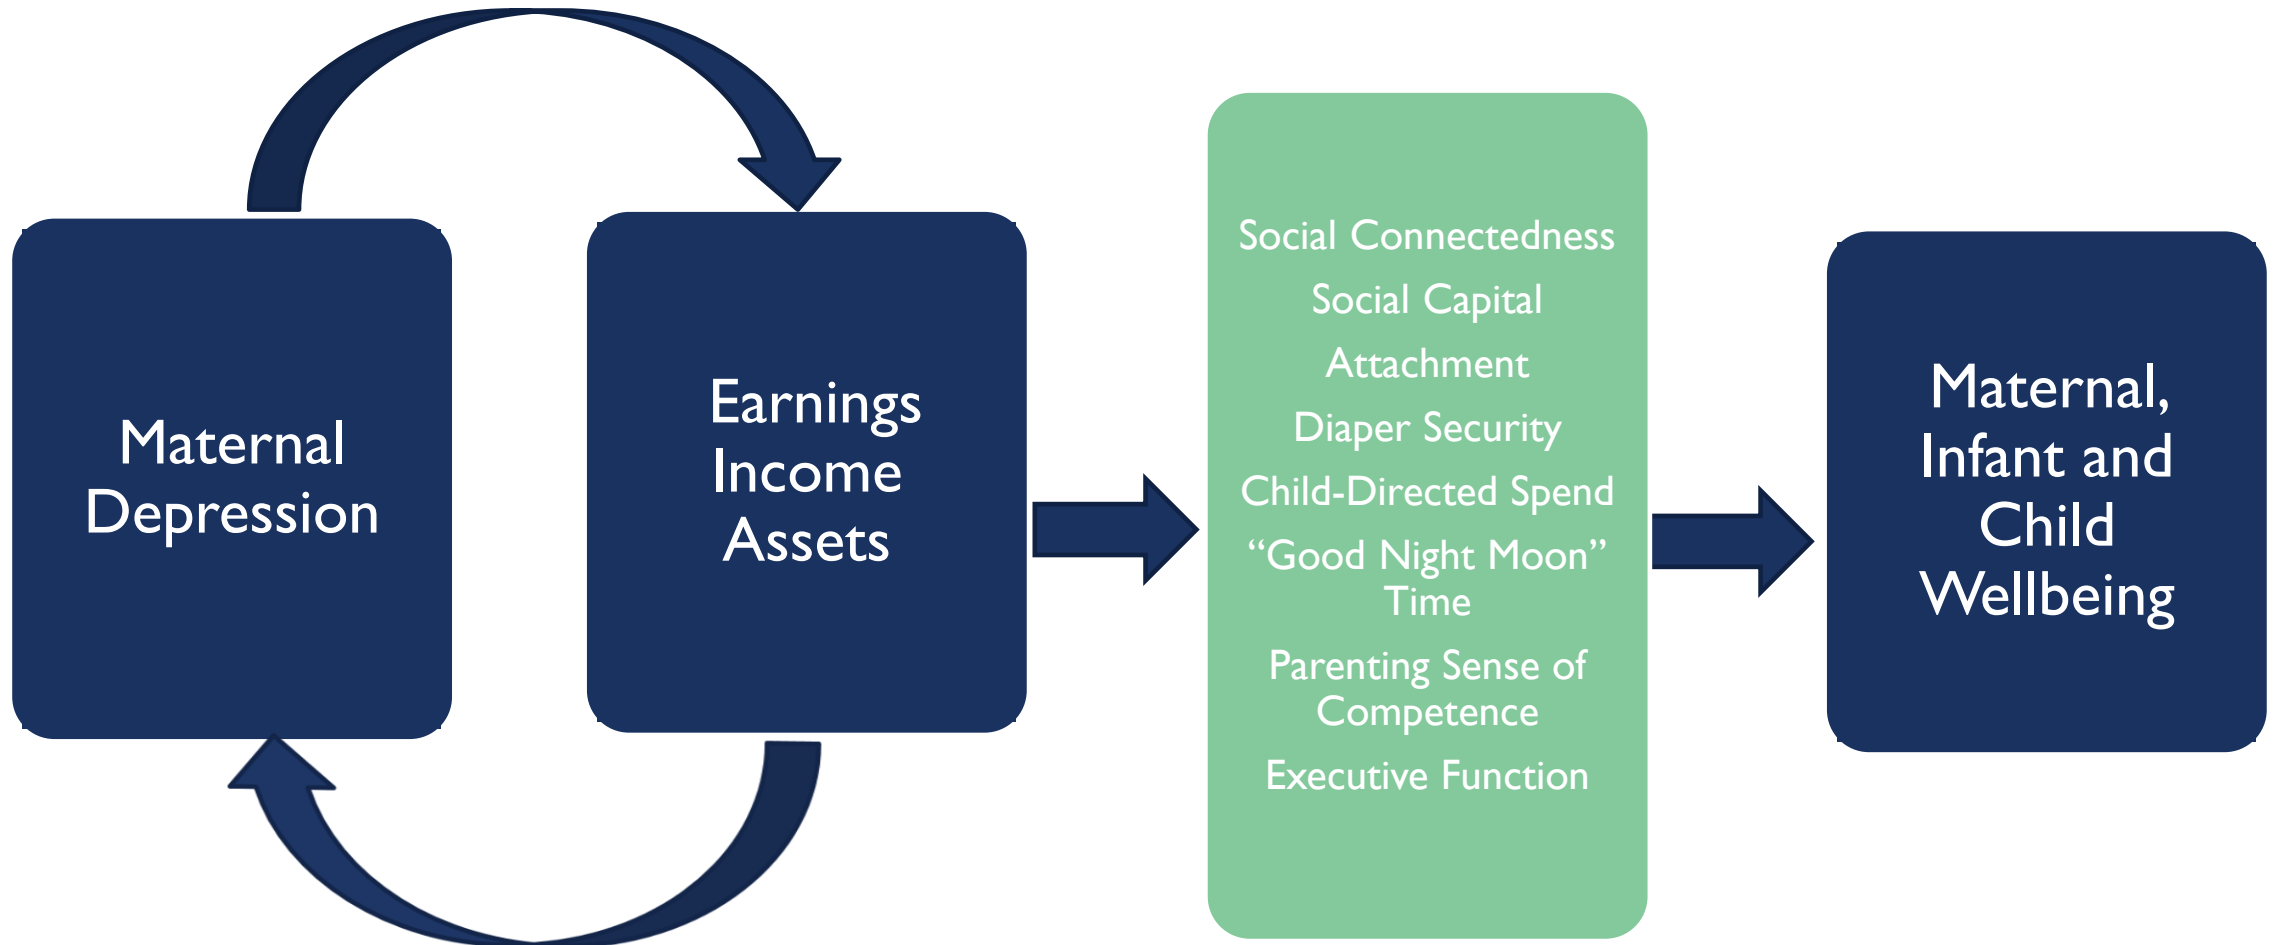 Maternal
Depression
Earnings
Income
Assets
Social Connectedness
Social Capital
Attachment
Diaper Security
Child-Directed Spend
“Good Night Moon”
Time
Parenting Sense of
Competence
Executive Function
Maternal,
Infant and
Child
Wellbeing